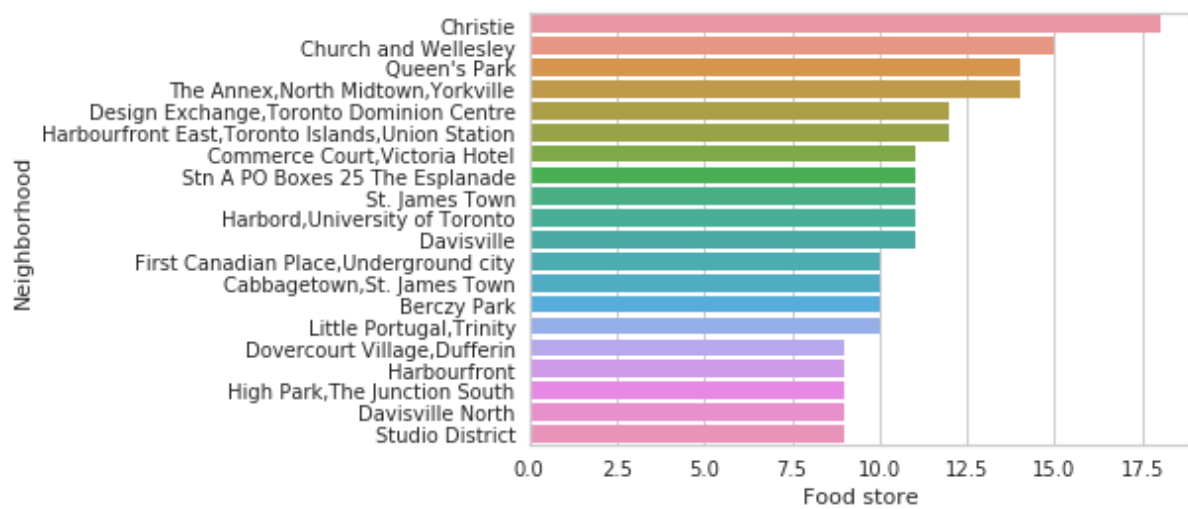 Christie
Church and Wellesley
Queen's Park
The Annex,North Midtown,Yorkville
Design Exchange,Toronto Dominion Centre
Harbourfront East,Toronto Islands,Union Station
Commerce Court,Victoria Hotel
Stn A PO Boxes 25 The Esplanade
St. James Town
Harbord,University of Toronto
Davisville
First Canadian Place,Underground city
Cabbagetown,St. James Town
Berczy Park
Little Portugal,Trinity
Dovercourt Village,Dufferin
Harbourfront
High Park,The Junction South
Davisville North
Studio District
Neighborhood
0.0 2.5 5.0 7.5 10.0 12.5 15.0 17.5
Food store